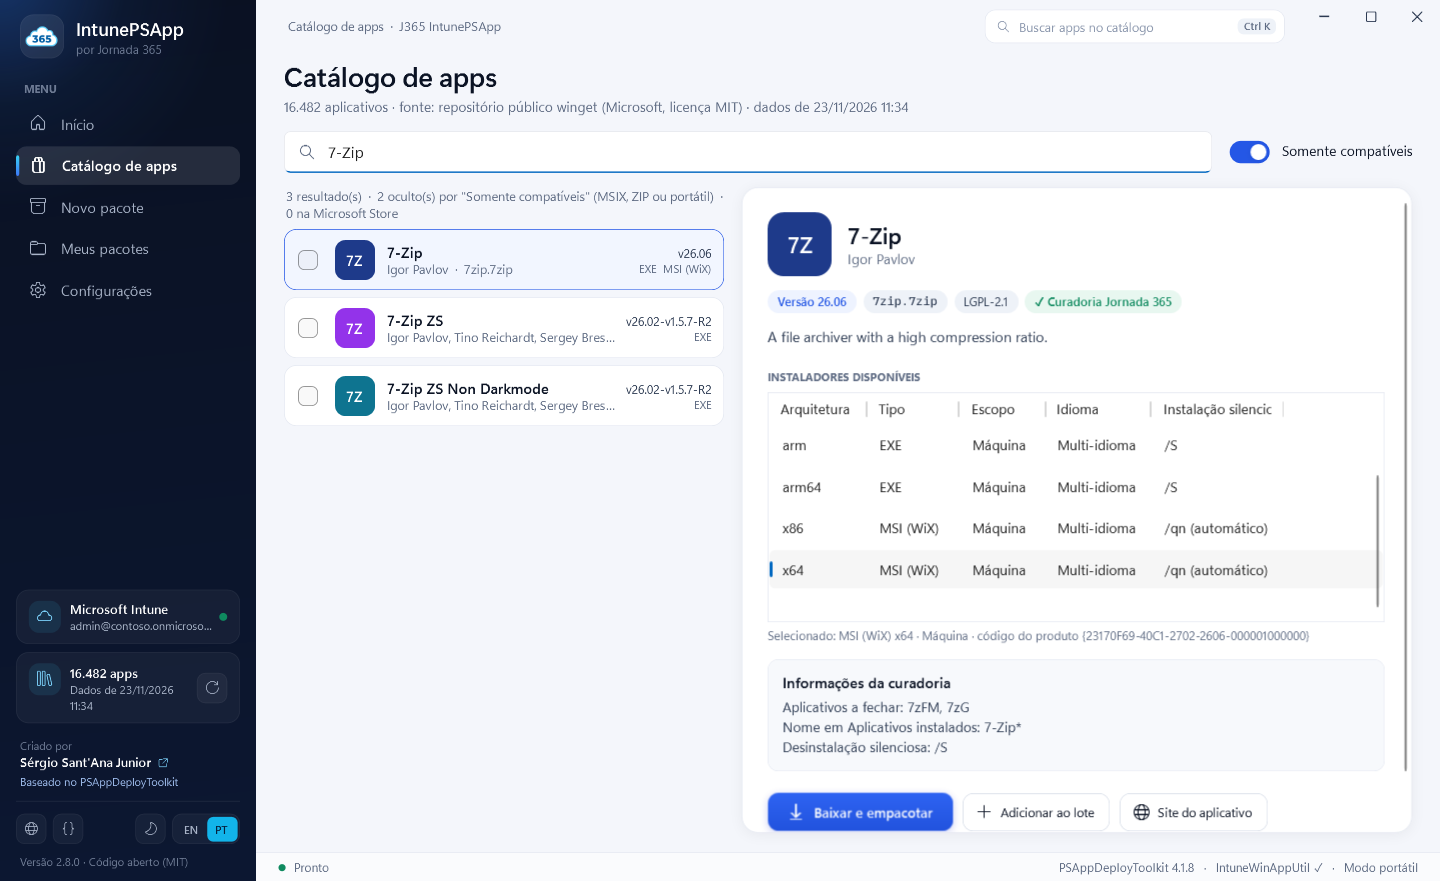 365
IntunePSApp
por Jornada 365
MENU
Início
Catálogo de apps
Novo pacote
Meus pacotes
Configurações
Microsoft Intune
admin@contoso.onmicroso...
16.482 apps
Dados de 23/11/2026
11:34
Criado por
Sérgio Sant'Ana Junior
Baseado no PSAppDeployToolkit
{} EN PT
Versão 2.8.0 · Código aberto (MIT)
Catálogo de apps · J365 IntunePSApp
Buscar apps no catálogo Ctrl K
Catálogo de apps
16.482 aplicativos · fonte: repositório público winget (Microsoft, licença MIT) · dados de 23/11/2026 11:34
7-Zip
Somente compatíveis
3 resultado(s) · 2 oculto(s) por "Somente compatíveis" (MSIX, ZIP ou portátil) ·
0 na Microsoft Store
7Z 7-Zip v26.06
Igor Pavlov · 7zip.7zip EXE MSI (WiX)
7Z 7-Zip ZS v26.02-v1.5.7-R2
Igor Pavlov, Tino Reichardt, Sergey Bres... EXE
7Z 7-Zip ZS Non Darkmode v26.02-v1.5.7-R2
Igor Pavlov, Tino Reichardt, Sergey Bres... EXE
7Z 7-Zip
Igor Pavlov
Versão 26.06 7zip.7zip LGPL-2.1 ✓ Curadoria Jornada 365
A file archiver with a high compression ratio.
INSTALADORES DISPONÍVEIS
Arquitetura Tipo Escopo Idioma Instalação silencic
arm EXE Máquina Multi-idioma /S
arm64 EXE Máquina Multi-idioma /S
x86 MSI (WiX) Máquina Multi-idioma /qn (automático)
x64 MSI (WiX) Máquina Multi-idioma /qn (automático)
Selecionado: MSI (WiX) x64 · Máquina · código do produto {23170F69-40C1-2702-2606-000001000000}
Informações da curadoria
Aplicativos a fechar: 7zFM, 7zG
Nome em Aplicativos instalados: 7-Zip*
Desinstalação silenciosa: /S
Baixar e empacotar
Adicionar ao lote
Site do aplicativo
Pronto
PSAppDeployToolkit 4.1.8 · IntuneWinAppUtil ✓ · Modo portátil